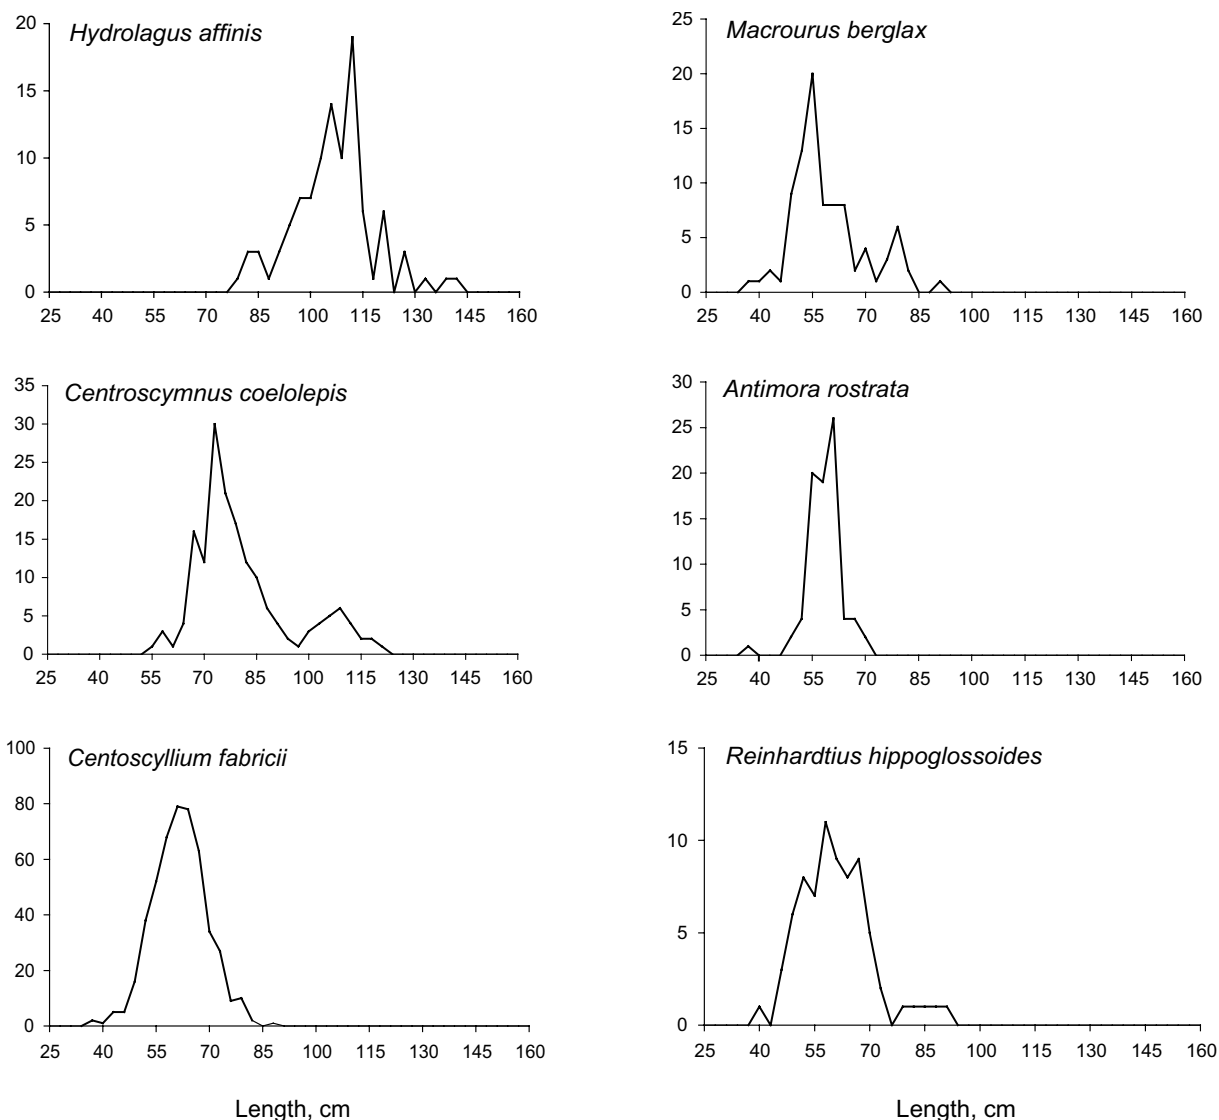 Hydrolagus affinis
20
15
10
5
0
25 40 55 70 85 100 115 130 145 160
Macrourus berglax
25
20
15
10
5
0
25 40 55 70 85 100 115 130 145 160
Centroscymnus coelolepis
35
30
25
20
15
10
5
0
25 40 55 70 85 100 115 130 145 160
Antimora rostrata
30
25
20
15
10
5
0
25 40 55 70 85 100 115 130 145 160
Centoscyllium fabricii
100
80
60
40
20
0
25 40 55 70 85 100 115 130 145 160
Length, cm
Reinhardtius hippoglossoides
15
10
5
0
25 40 55 70 85 100 115 130 145 160
Length, cm